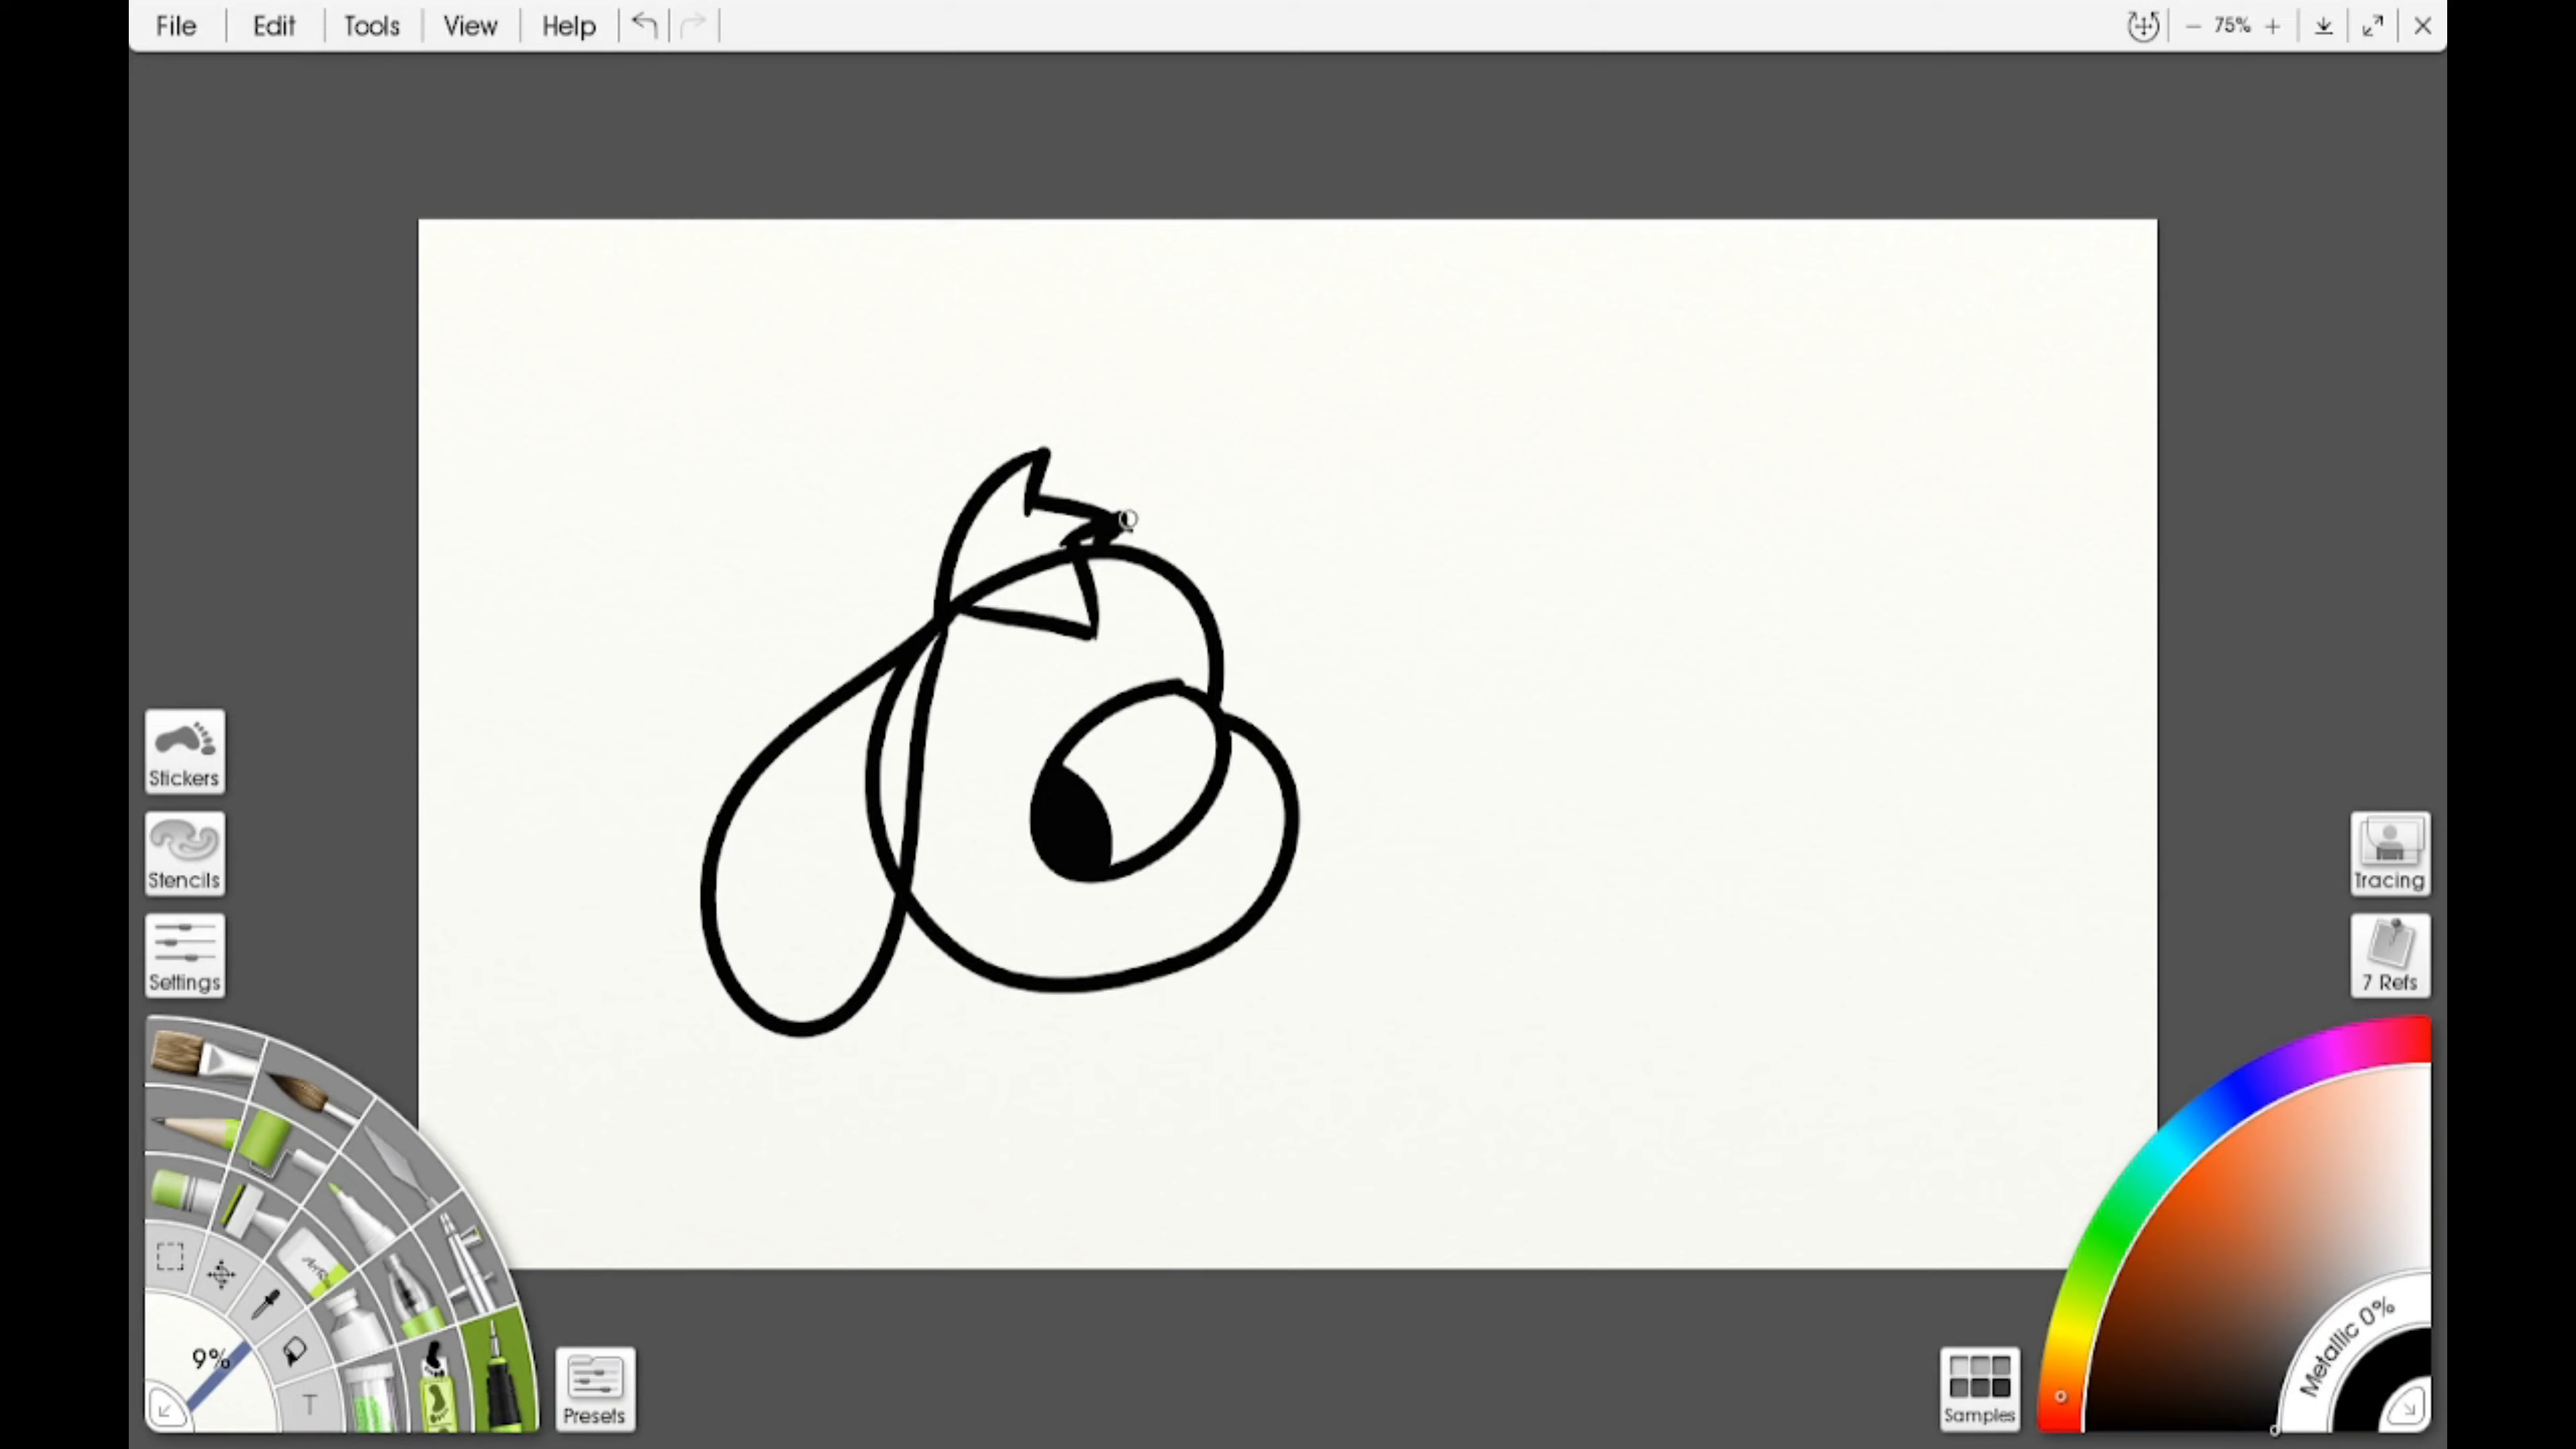 File Edit Tools View Help
75%
Stickers
Stencils
Settings
Tracing
7 Refs
9%
Presets
T
Samples
Metallic 0%